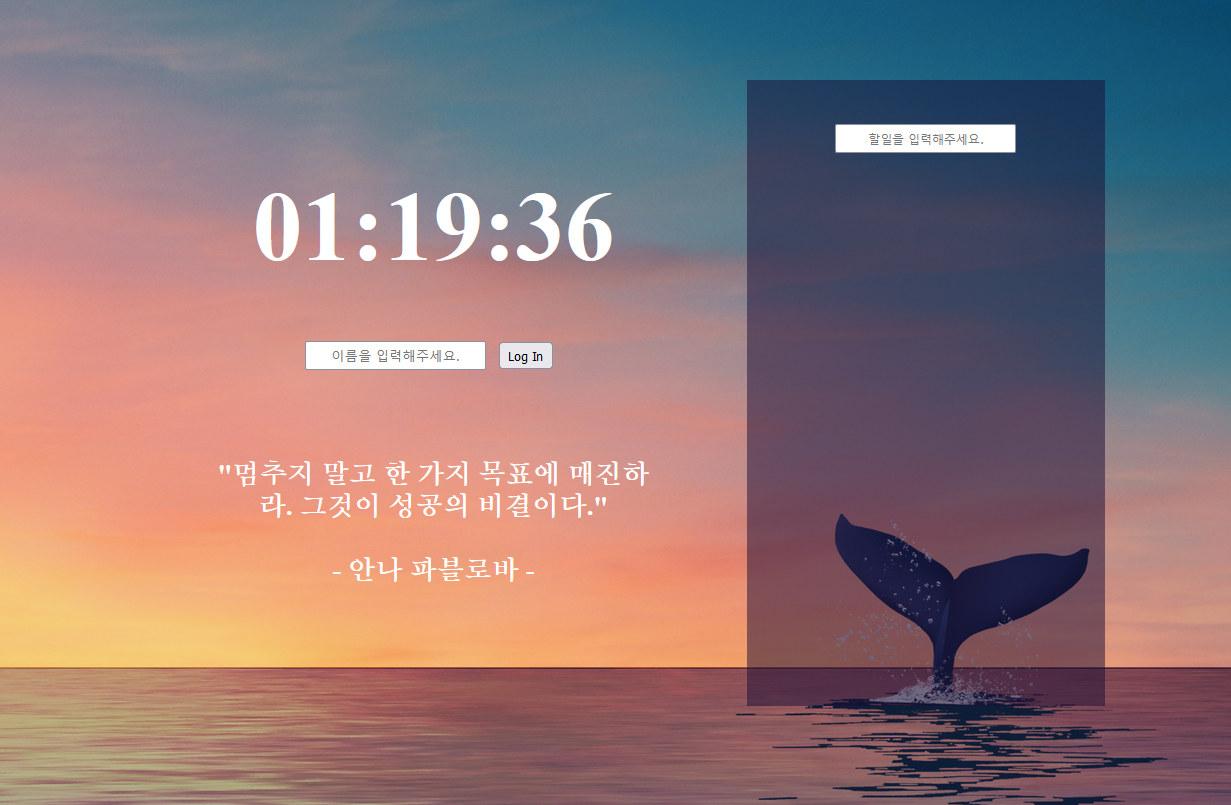 01:19:36
할일을 입력해주세요.
이름을 입력해주세요.
Log In
"멈추지 말고 한 가지 목표에 매진하
라. 그것이 성공의 비결이다."
- 안나 파블로바 -